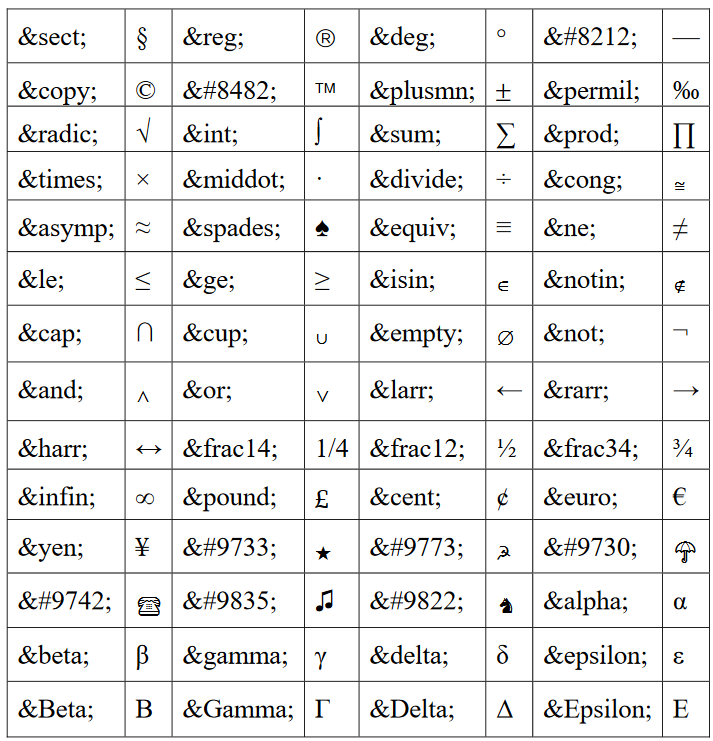 &sect; § &reg; ® &deg; ° &#8212; —
&copy; © &#8482; ™ &plusmn; ± &permil; ‰
&radic; √ &int; ∫ &sum; ∑ &prod; ∏
&times; × &middot; · &divide; ÷ &cong; ≅
&asymp; ≈ &spades; ♠ &equiv; ≡ &ne; ≠
&le; ≤ &ge; ≥ &isin; ∈ &notin; ∉
&cap; ∩ &cup; ∪ &empty; ∅ &not; ¬
&and; ∧ &or; ∨ &larr; ← &rarr; →
&harr; ↔ &frac14; 1/4 &frac12; ½ &frac34; ¾
&infin; ∞ &pound; £ &cent; ¢ &euro; €
&yen; ¥ &#9733; ★ &#9773; ☭ &#9730; ☂
&#9742; ☎ &#9835; ♫ &#9822; ♞ &alpha; α
&beta; β &gamma; γ &delta; δ &epsilon; ε
&Beta; Β &Gamma; Γ &Delta; Δ &Epsilon; Ε